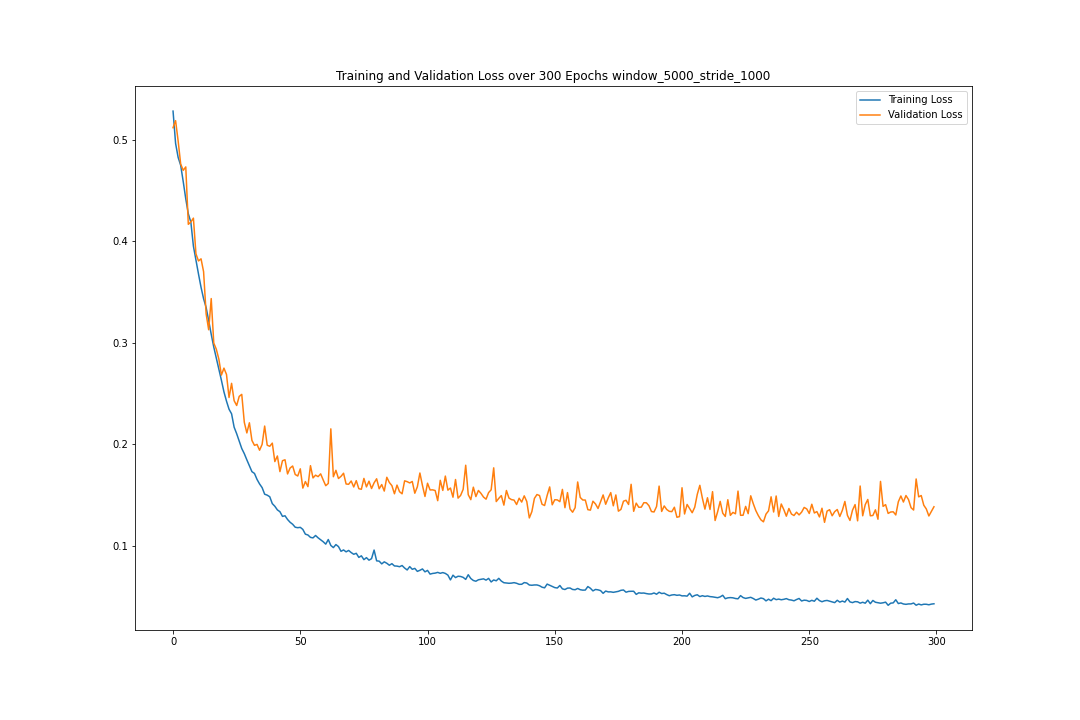 Training and Validation Loss over 300 Epochs window_5000_stride_1000
Training Loss
Validation Loss
0.5
0.4
0.3
0.2
0.1
0 50 100 150 200 250 300